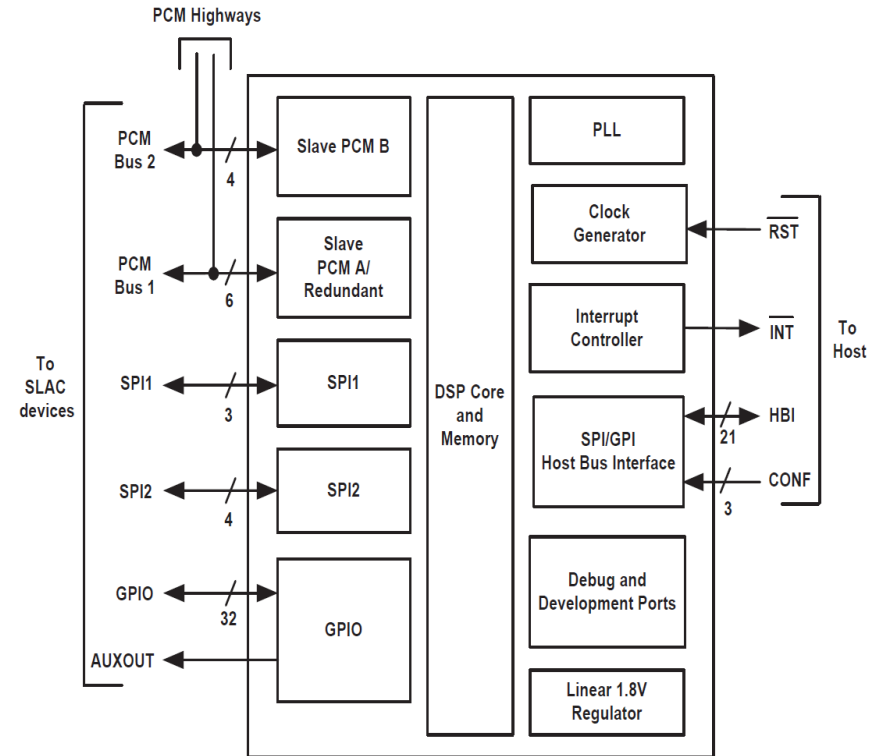 PCM Highways
PCM
Bus 2
4
Slave PCM B
PCM
Bus 1
6
Slave
PCM A/
Redundant
To
SLAC
devices
SPI1
3
SPI1
SPI2
4
SPI2
GPIO
32
GPIO
AUXOUT
DSP Core
and
Memory
PLL
Clock
Generator
RST
Interrupt
Controller
INT
To
Host
SPI/GPI
Host Bus Interface
HBI
21
CONF
3
Debug and
Development Ports
Linear 1.8V
Regulator